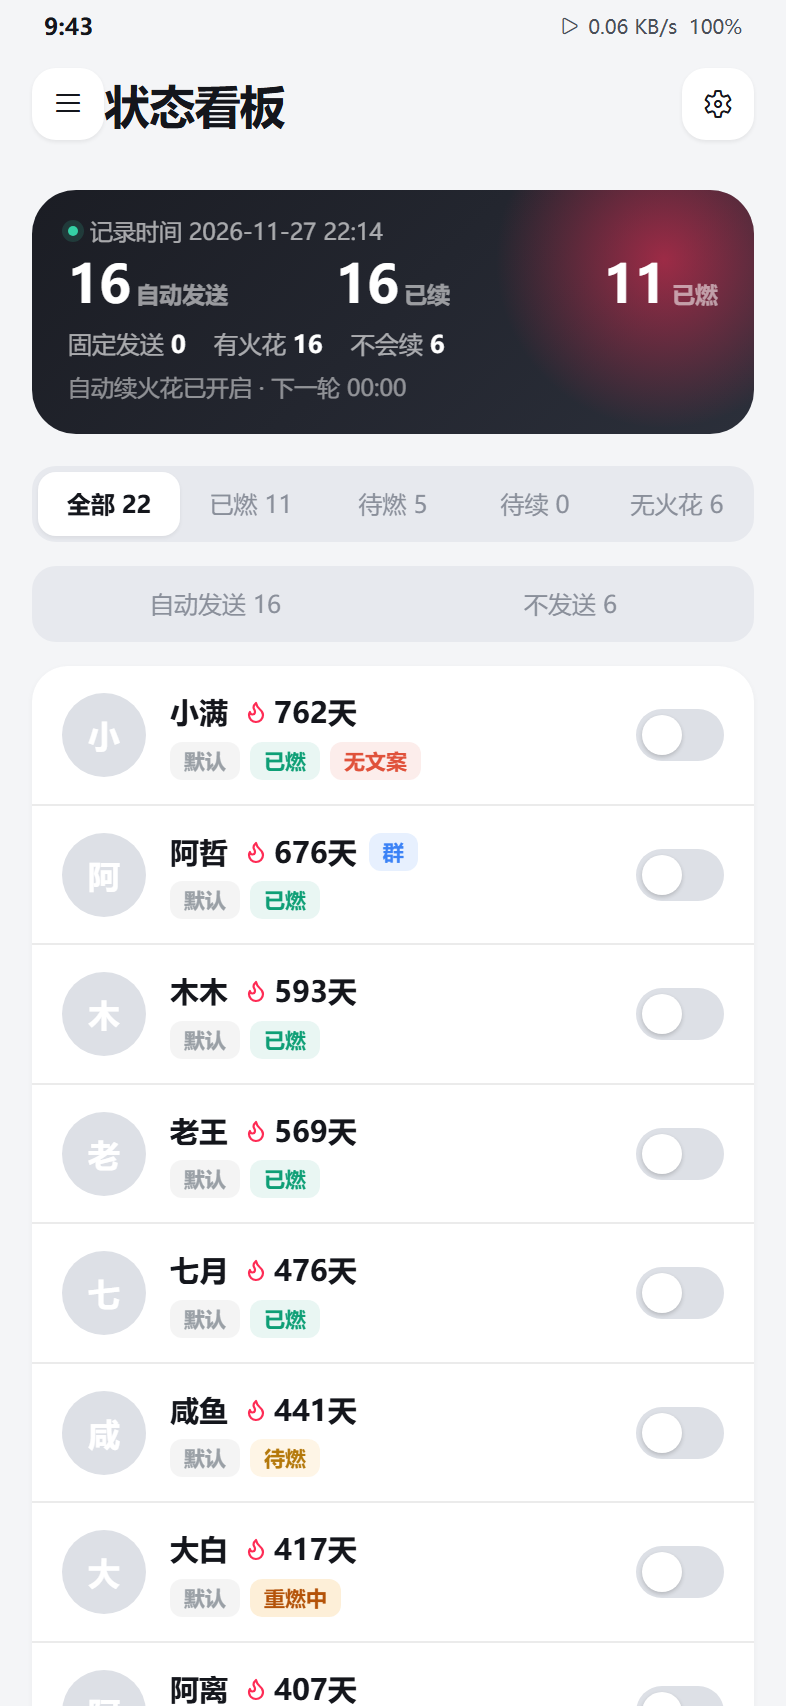 9:43 0.06 KB/s 100%
状态看板
记录时间 2026-11-27 22:14
16 自动发送 16 已续 11 已燃
固定发送 0 有火花 16 不会续 6
自动续火花已开启 · 下一轮 00:00
全部 22 已燃 11 待燃 5 待续 0 无火花 6
自动发送 16 不发送 6
小 小满 762天
默认 已燃 无文案
阿 阿哲 676天 群
默认 已燃
木 木木 593天
默认 已燃
老 老王 569天
默认 已燃
七 七月 476天
默认 已燃
咸 咸鱼 441天
默认 待燃
大 大白 417天
默认 重燃中
阿离 407天